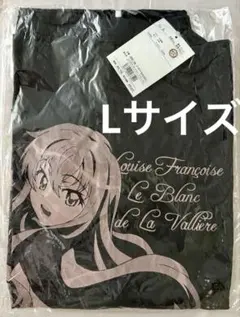 Lサイズ
Louise Françoise
Le Blanc
de La Vallière